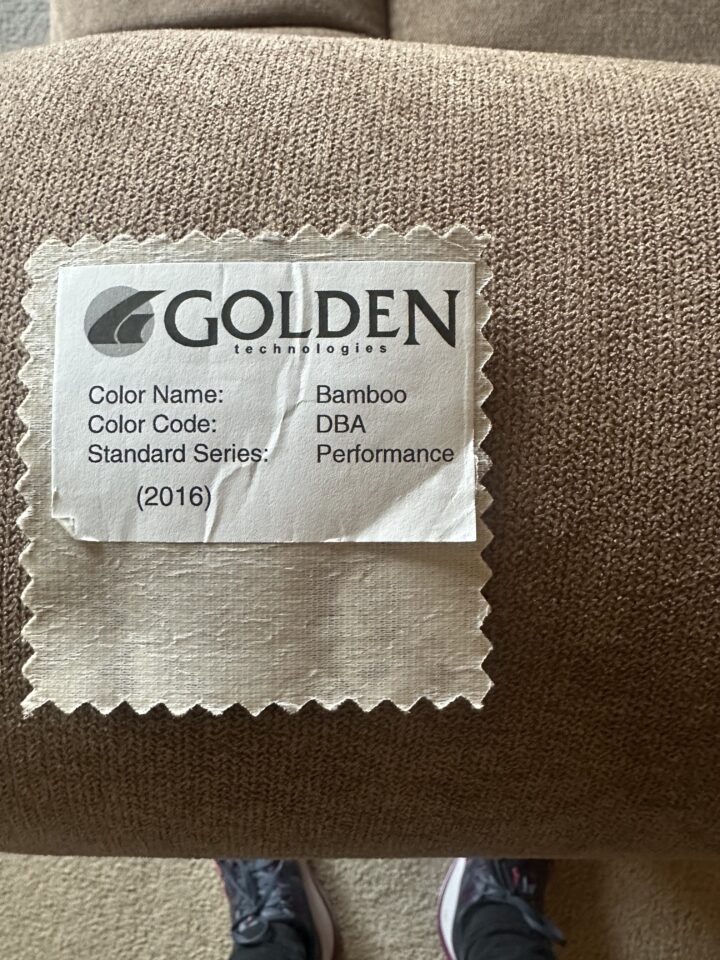 GOLDEN
technologies
Color Name: Bamboo
Color Code: DBA
Standard Series: Performance
(2016)